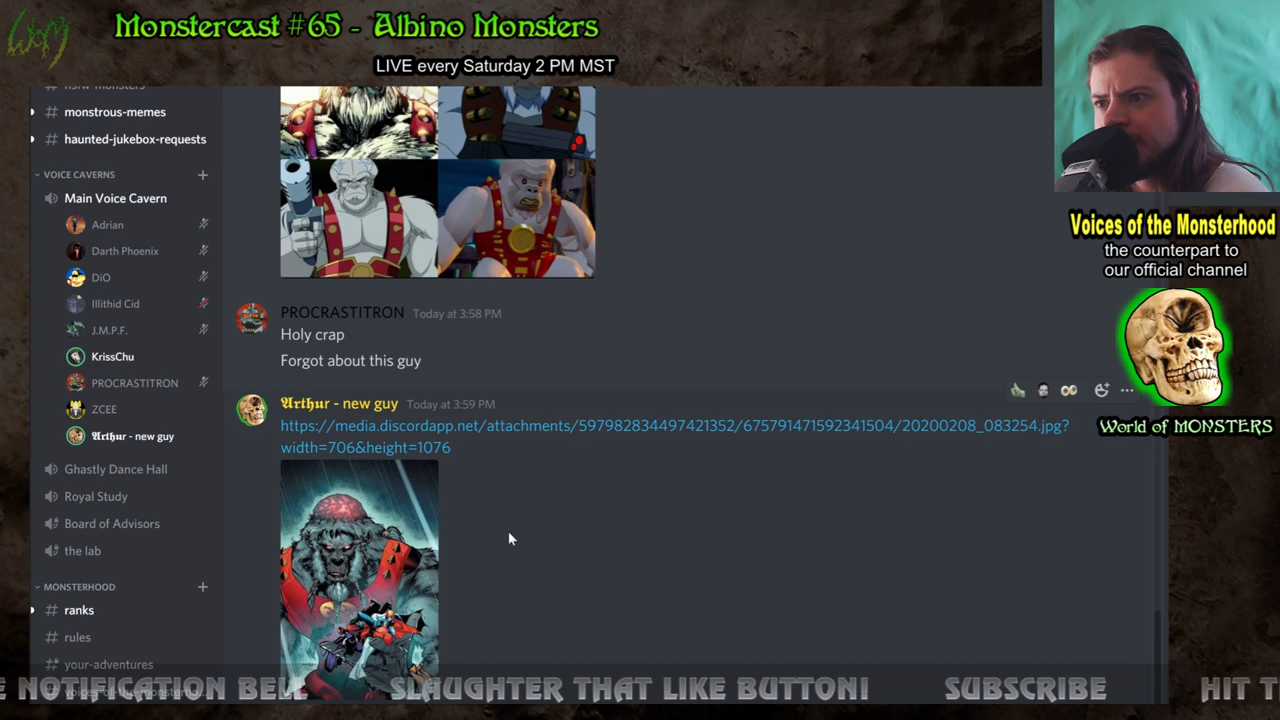 Monstercast #65 - Albino Monsters
LIVE every Saturday 2 PM MST
WoM
nsfw-monsters
monstrous-memes
haunted-jukebox-requests
VOICE CAVERNS
Main Voice Cavern
Adrian
Darth Phoenix
DiO
Illithid Cid
J.M.P.F.
KrissChu
PROCRASTITRON
ZCEE
Arthur - new guy
Ghastly Dance Hall
Royal Study
Board of Advisors
the lab
MONSTERHOOD
# ranks
# rules
# your-adventures
PROCRASTITRON Today at 3:58 PM
Holy crap
Forgot about this guy
Arthur - new guy Today at 3:59 PM
https://media.discordapp.net/attachments/597982834497421352/675791471592341504/20200208_083254.jpg?
width=706&height=1076
Voices of the Monsterhood
the counterpart to
our official channel
World of MONSTERS
E NOTIFICATION BELL SLAUGHTER THAT LIKE BUTTON! SUBSCRIBE HIT T